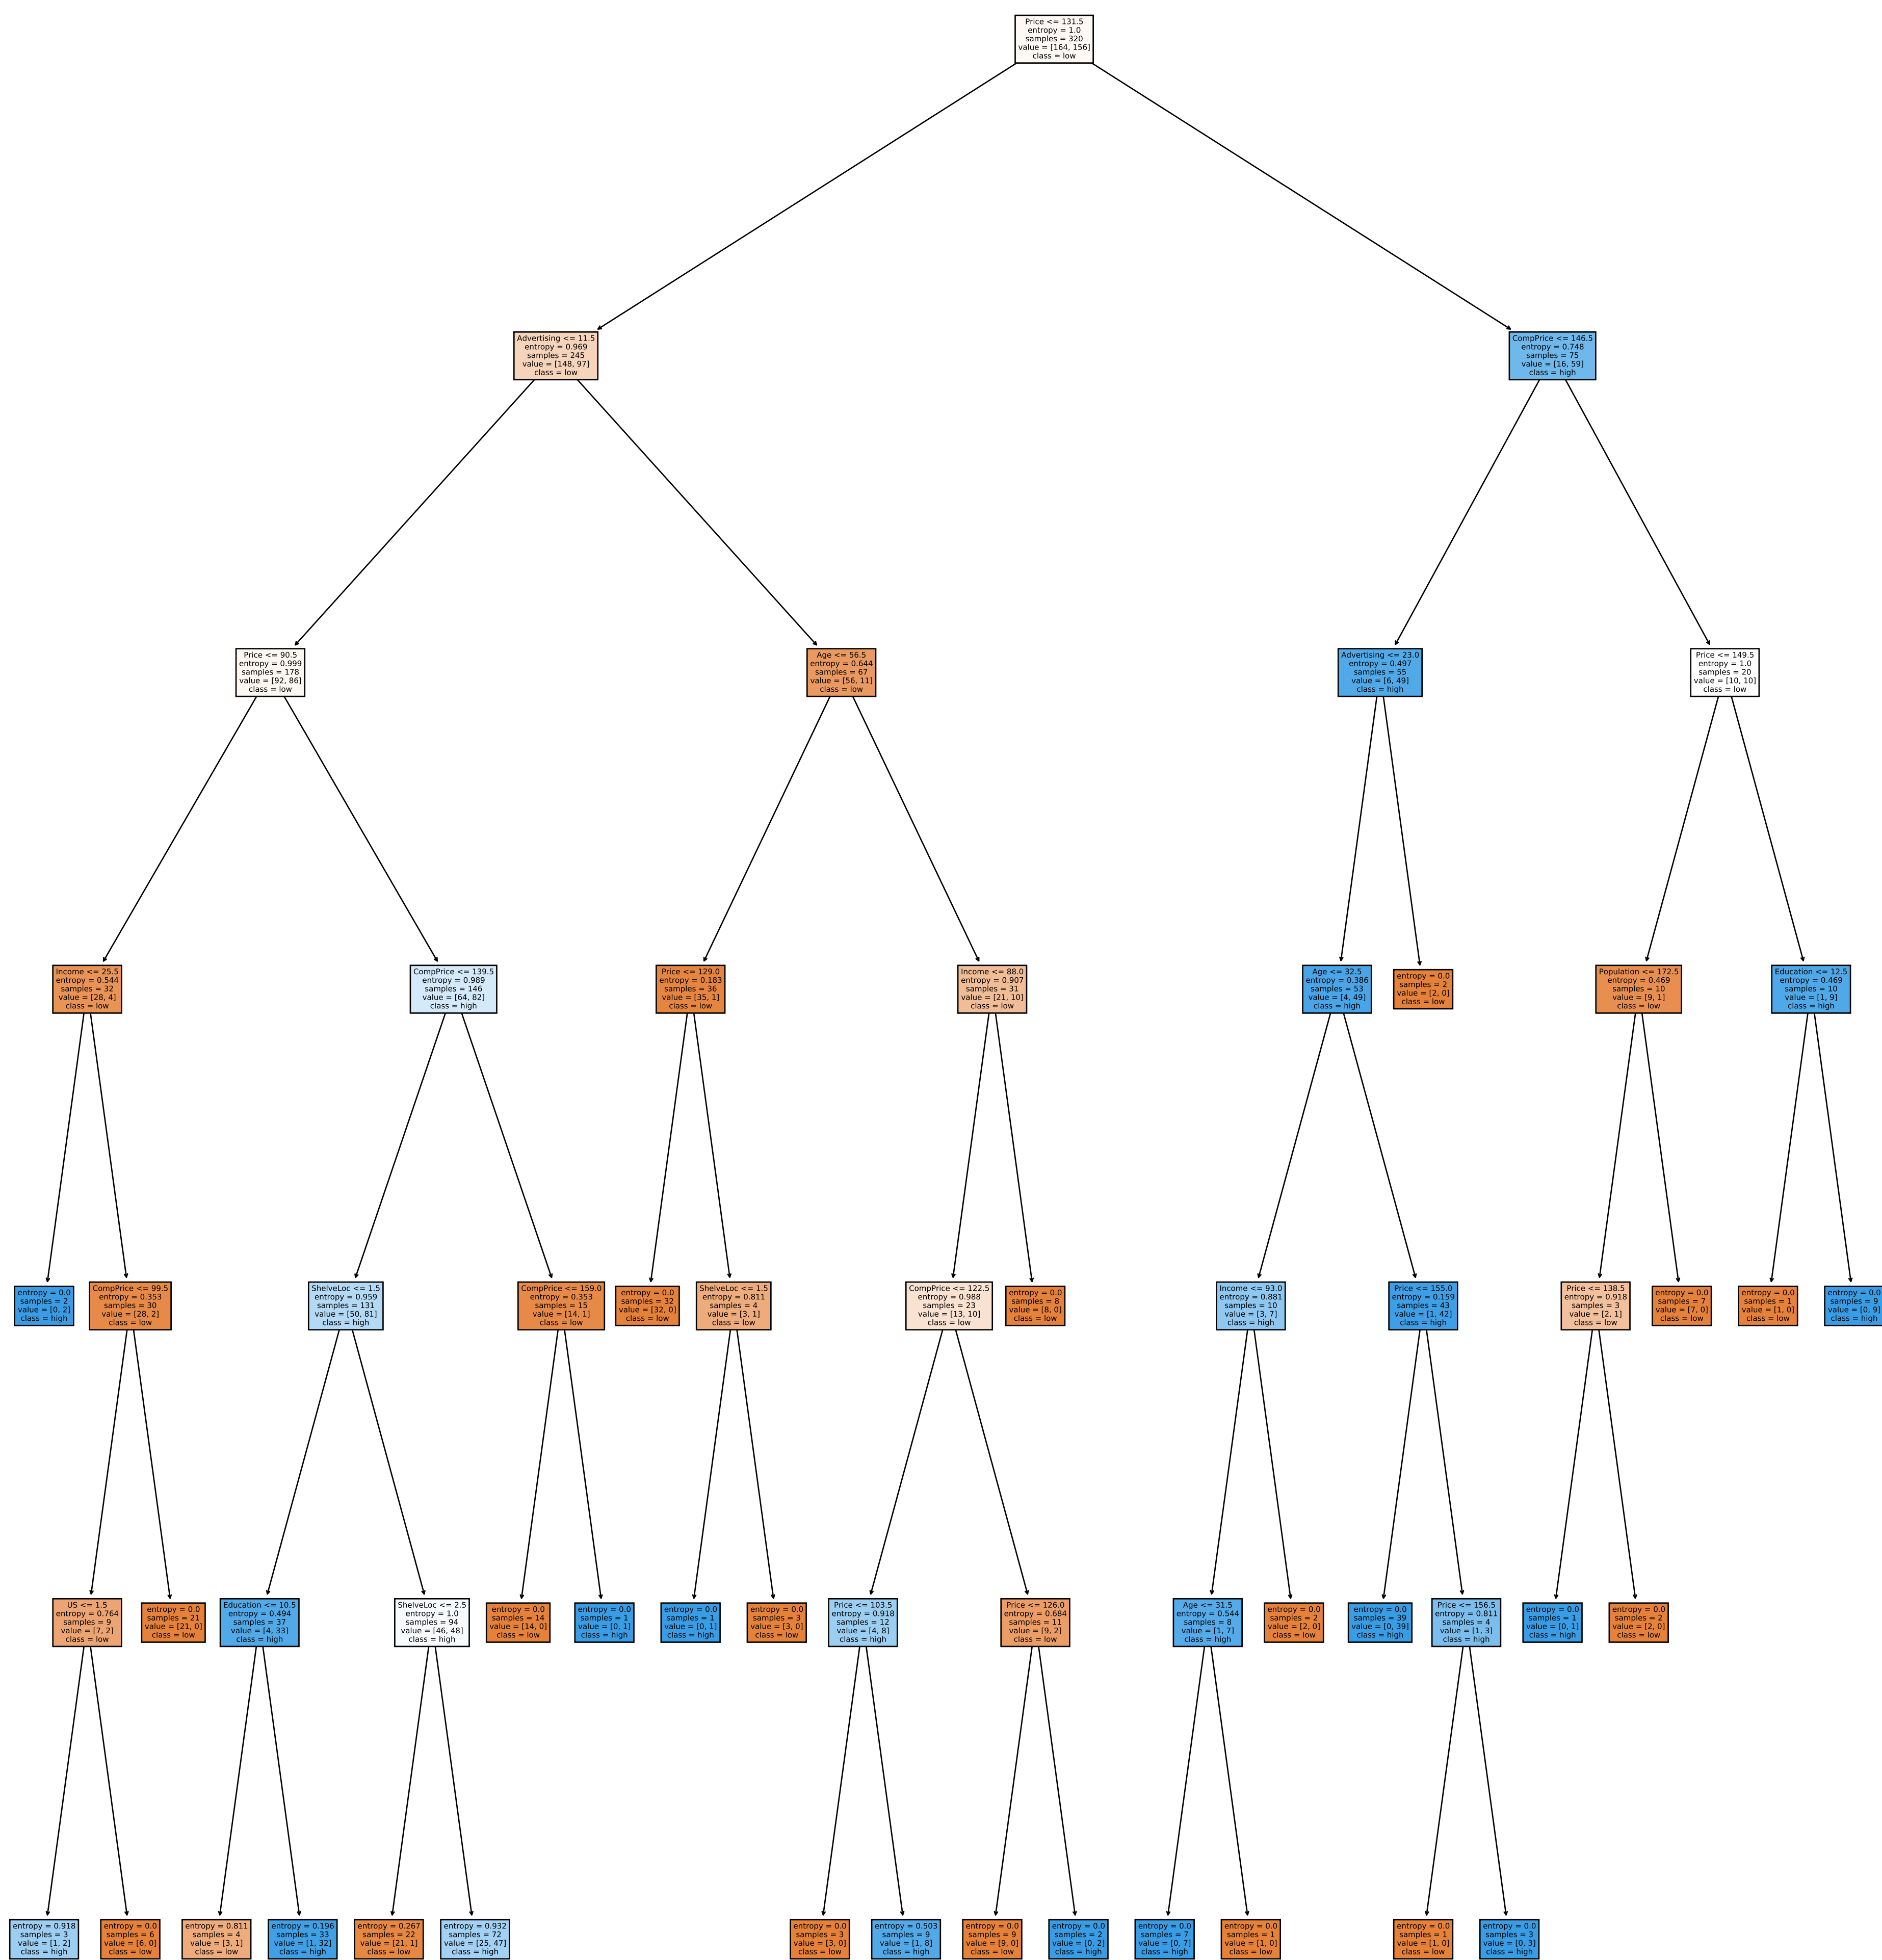 Price <= 131.5
entropy = 1.0
samples = 320
value = [164, 156]
class = low
Advertising <= 11.5
entropy = 0.969
samples = 245
value = [148, 97]
class = low
CompPrice <= 146.5
entropy = 0.748
samples = 75
value = [16, 59]
class = high
Price <= 90.5
entropy = 0.999
samples = 178
value = [92, 86]
class = low
Age <= 56.5
entropy = 0.644
samples = 67
value = [56, 11]
class = low
Advertising <= 23.0
entropy = 0.497
samples = 55
value = [6, 49]
class = high
Price <= 149.5
entropy = 1.0
samples = 20
value = [10, 10]
class = low
Income <= 25.5
entropy = 0.544
samples = 32
value = [28, 4]
class = low
CompPrice <= 139.5
entropy = 0.989
samples = 146
value = [64, 82]
class = high
Price <= 129.0
entropy = 0.183
samples = 36
value = [35, 1]
class = low
Income <= 88.0
entropy = 0.907
samples = 31
value = [21, 10]
class = low
Age <= 32.5
entropy = 0.386
samples = 53
value = [4, 49]
class = high
entropy = 0.0
samples = 2
value = [2, 0]
class = low
Population <= 172.5
entropy = 0.469
samples = 10
value = [9, 1]
class = low
Education <= 12.5
entropy = 0.469
samples = 10
value = [1, 9]
class = high
entropy = 0.0
samples = 2
value = [0, 2]
class = high
CompPrice <= 99.5
entropy = 0.353
samples = 30
value = [28, 2]
class = low
ShelveLoc <= 1.5
entropy = 0.959
samples = 131
value = [50, 81]
class = high
CompPrice <= 159.0
entropy = 0.353
samples = 15
value = [14, 1]
class = low
entropy = 0.0
samples = 32
value = [32, 0]
class = low
ShelveLoc <= 1.5
entropy = 0.811
samples = 4
value = [3, 1]
class = low
CompPrice <= 122.5
entropy = 0.988
samples = 23
value = [13, 10]
class = low
entropy = 0.0
samples = 8
value = [8, 0]
class = low
Income <= 93.0
entropy = 0.881
samples = 10
value = [3, 7]
class = high
Price <= 155.0
entropy = 0.159
samples = 43
value = [1, 42]
class = high
Price <= 138.5
entropy = 0.918
samples = 3
value = [2, 1]
class = low
entropy = 0.0
samples = 7
value = [7, 0]
class = low
entropy = 0.0
samples = 1
value = [1, 0]
class = low
entropy = 0.0
samples = 9
value = [0, 9]
class = high
US <= 1.5
entropy = 0.764
samples = 9
value = [7, 2]
class = low
entropy = 0.0
samples = 21
value = [21, 0]
class = low
Education <= 10.5
entropy = 0.494
samples = 37
value = [4, 33]
class = high
ShelveLoc <= 2.5
entropy = 1.0
samples = 94
value = [46, 48]
class = high
entropy = 0.0
samples = 14
value = [14, 0]
class = low
entropy = 0.0
samples = 1
value = [0, 1]
class = high
entropy = 0.0
samples = 1
value = [0, 1]
class = high
entropy = 0.0
samples = 3
value = [3, 0]
class = low
Price <= 103.5
entropy = 0.918
samples = 12
value = [4, 8]
class = high
Price <= 126.0
entropy = 0.684
samples = 11
value = [9, 2]
class = low
Age <= 31.5
entropy = 0.544
samples = 8
value = [1, 7]
class = high
entropy = 0.0
samples = 2
value = [2, 0]
class = low
entropy = 0.0
samples = 39
value = [0, 39]
class = high
Price <= 156.5
entropy = 0.811
samples = 4
value = [1, 3]
class = high
entropy = 0.0
samples = 1
value = [0, 1]
class = high
entropy = 0.0
samples = 2
value = [2, 0]
class = low
entropy = 0.918
samples = 3
value = [1, 2]
class = high
entropy = 0.0
samples = 6
value = [6, 0]
class = low
entropy = 0.811
samples = 4
value = [3, 1]
class = low
entropy = 0.196
samples = 33
value = [1, 32]
class = high
entropy = 0.267
samples = 22
value = [21, 1]
class = low
entropy = 0.932
samples = 72
value = [25, 47]
class = high
entropy = 0.0
samples = 3
value = [3, 0]
class = low
entropy = 0.503
samples = 9
value = [1, 8]
class = high
entropy = 0.0
samples = 9
value = [9, 0]
class = low
entropy = 0.0
samples = 2
value = [0, 2]
class = high
entropy = 0.0
samples = 7
value = [0, 7]
class = high
entropy = 0.0
samples = 1
value = [1, 0]
class = low
entropy = 0.0
samples = 1
value = [1, 0]
class = low
entropy = 0.0
samples = 3
value = [0, 3]
class = high